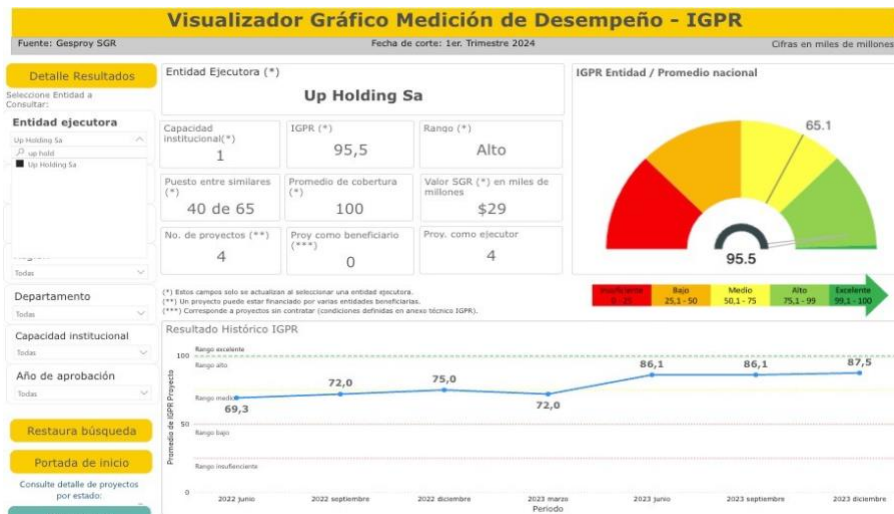 Visualizador Gráfico Medición de Desempeño - IGPR
Fuente: Gesproy SGR
Fecha de corte: 1er. Trimestre 2024
Cifras en miles de millones
Detalle Resultados
Seleccione Entidad a
Consultar:
Entidad ejecutora
Up Holding Sa
up hold
Up Holding Sa
Todas
Departamento
Todas
Capacidad institucional
Todas
Año de aprobación
Todas
Restaura búsqueda
Portada de inicio
Consulte detalle de proyectos
por estado:
Entidad Ejecutora (*)
Up Holding Sa
Capacidad
institucional(*)
1
IGPR (*)
95,5
Rango (*)
Alto
Puesto entre similares
(*)
40 de 65
Promedio de cobertura
(*)
100
Valor SGR (*) en miles de
millones
$29
No. de proyectos (**)
4
Proy como beneficiario
(***)
0
Proy. como ejecutor
4
(*) Estos campos solo se actualizan al seleccionar una entidad ejecutora.
(**) Un proyecto puede estar financiado por varias entidades beneficiarias.
(***) Corresponde a proyectos sin contratar (condiciones definidas en anexo técnico IGPR).
IGPR Entidad / Promedio nacional
65.1
95.5
Insuficiente
0 - 25
Bajo
25,1 - 50
Medio
50,1 - 75
Alto
75,1 - 99
Excelente
99,1 - 100
Resultado Histórico IGPR
Promedio de IGPR Proyecto
100
50
0
Rango excelente
Rango alto
Rango medio
Rango bajo
Rango insufienciente
69,3
72,0
75,0
72,0
86,1
86,1
87,5
2022 junio
2022 septiembre
2022 diciembre
2023 marzo
2023 junio
2023 septiembre
2023 diciembre
Periodo